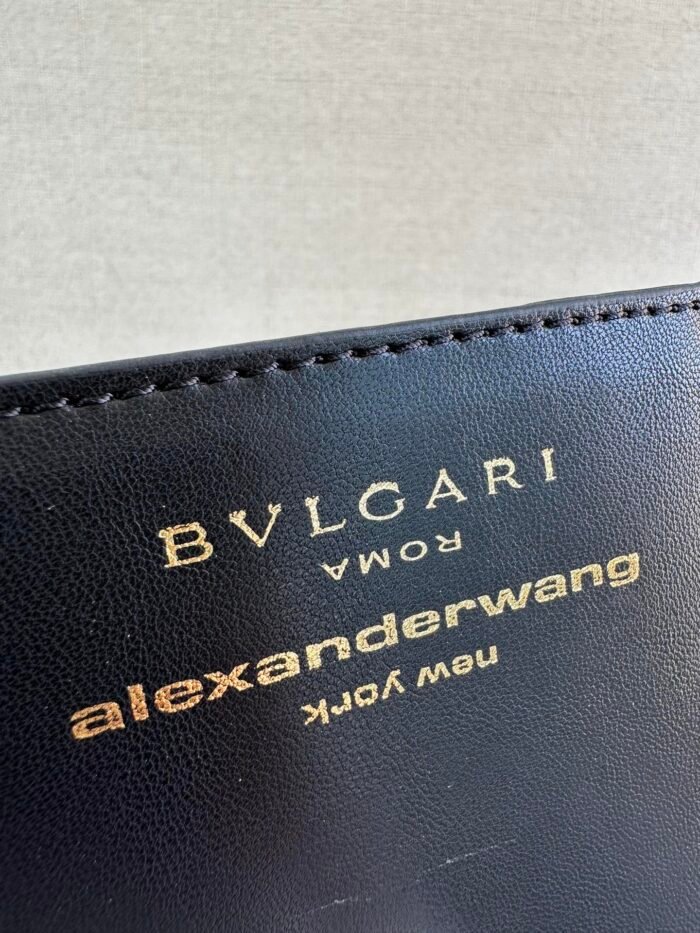 BVLGARI
ROMA
alexanderwang
new york